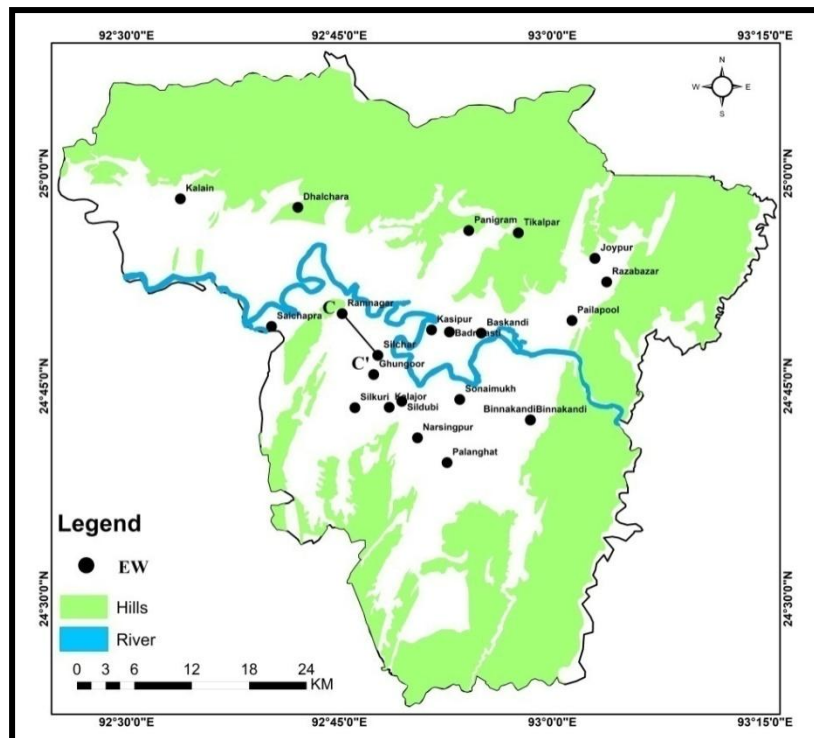 92°30'0"E 92°45'0"E 93°0'0"E 93°15'0"E
N
W E
S
25°0'0"N
25°0'0"N
Kalain
Dhalchara
Panigram
Tikalpar
Joypur
Razabazar
Pailapool
C
Ramnagar
Salchapra
Kasipur
Badribasti
Baskandi
Silchar
C'
Ghungoor
24°45'0"N
24°45'0"N
Silkuri
Kalajor
Sildubi
Sonaimukh
BinnakandiBinnakandi
Narsingpur
Palanghat
Legend
EW
Hills
River
24°30'0"N
24°30'0"N
0 3 6 12 18 24
KM
92°30'0"E 92°45'0"E 93°0'0"E 93°15'0"E